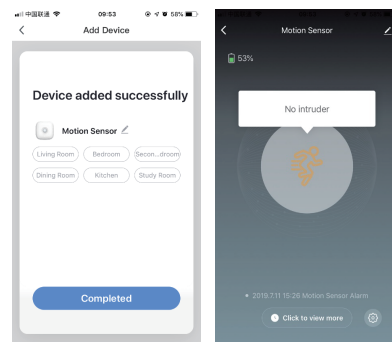 中国联通 09:53 58%
Add Device
Device added successfully
Motion Sensor
Living Room Bedroom Secon...droom
Dining Room Kitchen Study Room
Completed
Motion Sensor
53%
No intruder
2019.7.11 15:29 Motion Sensor Alarm
Click to view more